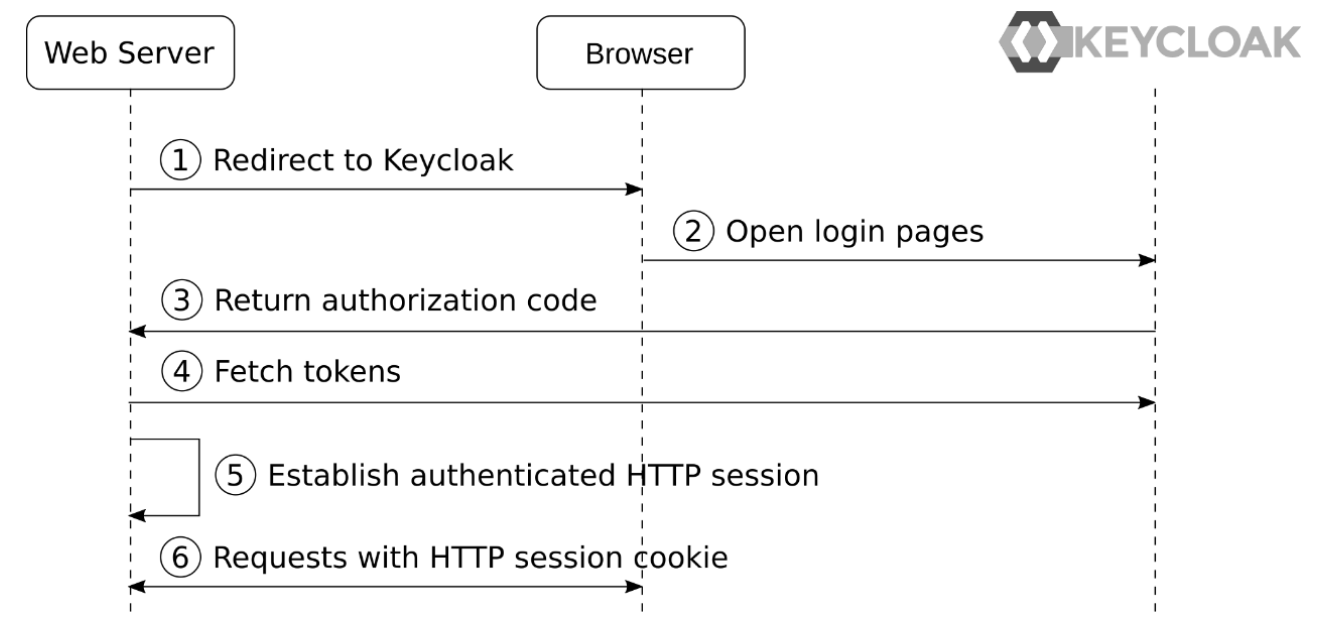 Web Server
Browser
KEYCLOAK
1 Redirect to Keycloak
2 Open login pages
3 Return authorization code
4 Fetch tokens
5 Establish authenticated HTTP session
6 Requests with HTTP session cookie